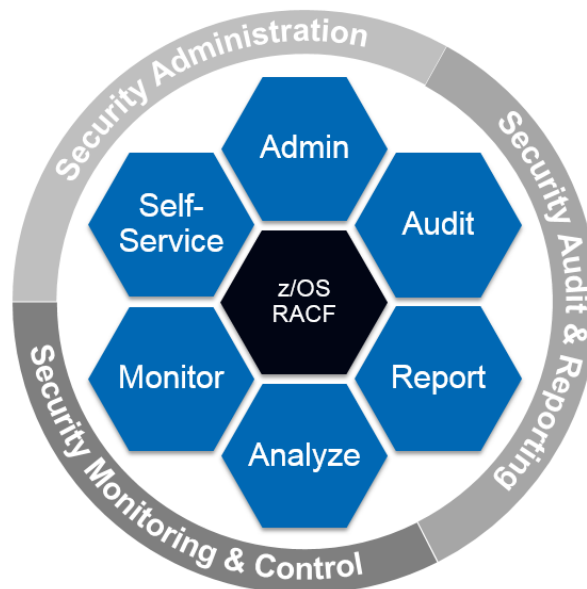 Security Administration
Security Audit & Reporting
Security Monitoring & Control
Admin
Self-
Service
Audit
z/OS
RACF
Monitor
Report
Analyze